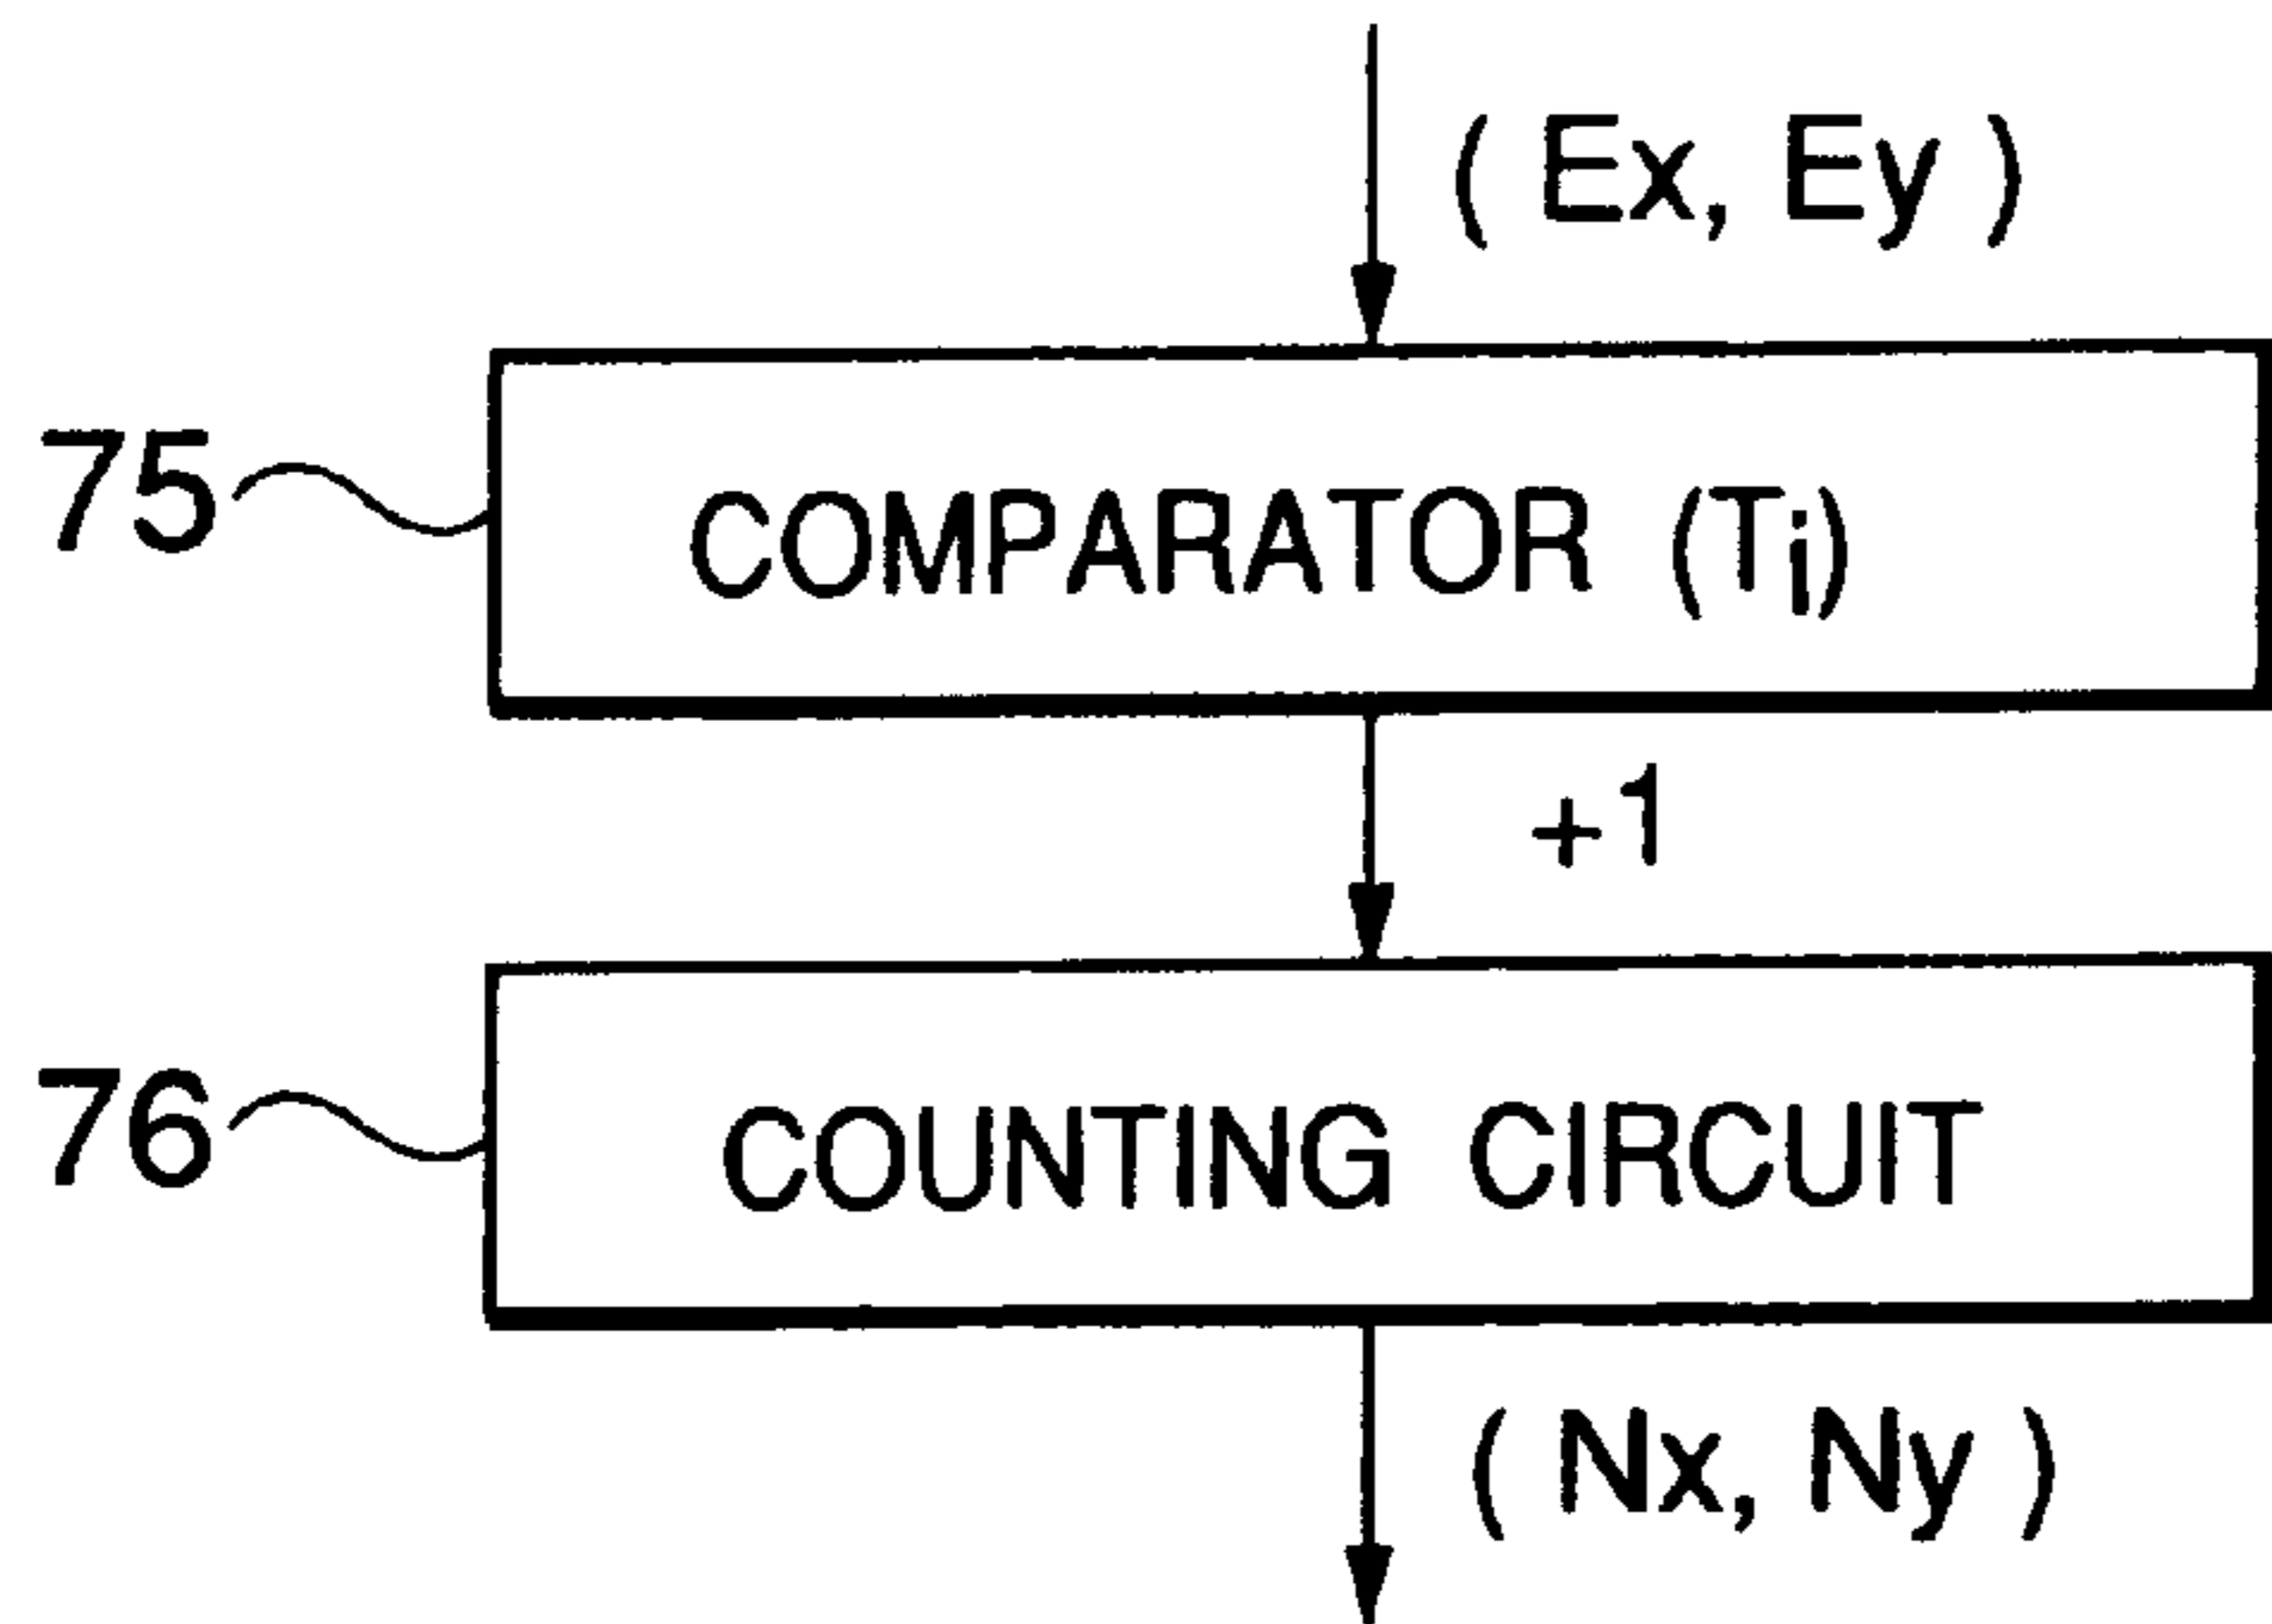 ( Ex, Ey )
75
COMPARATOR (Ti)
+1
76
COUNTING CIRCUIT
( Nx, Ny )